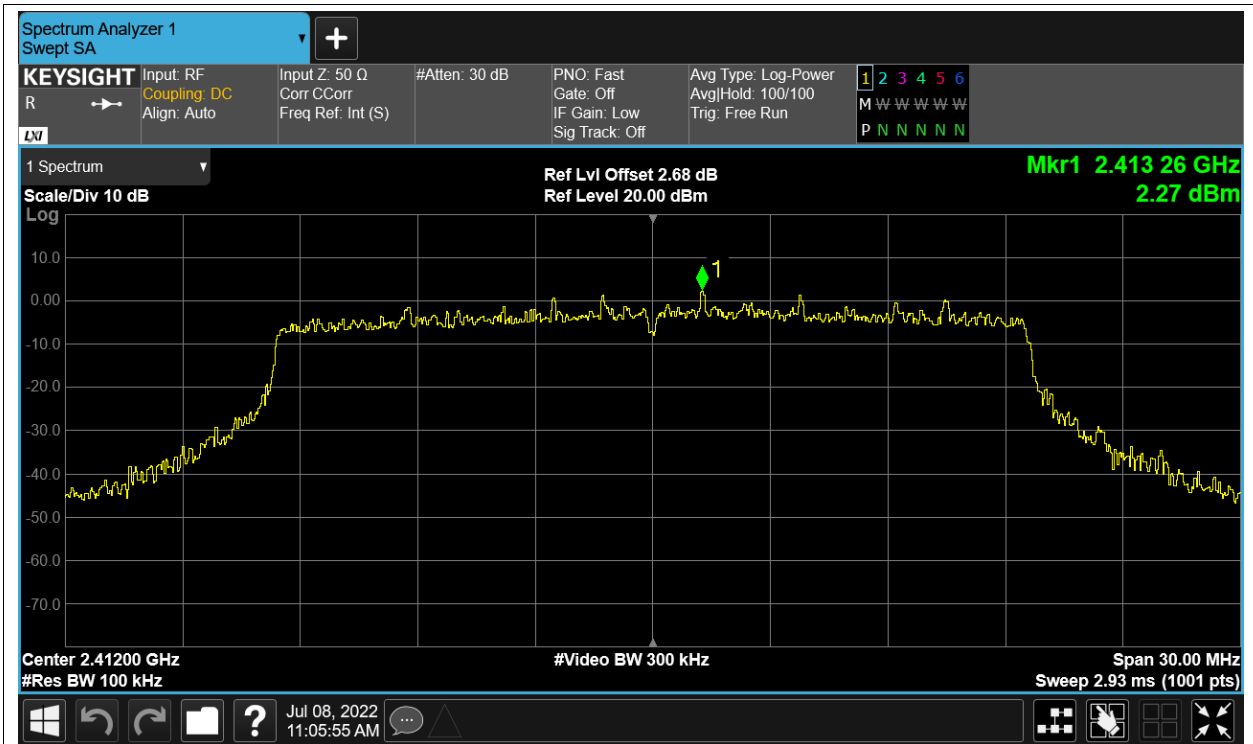 Spectrum Analyzer 1
Swept SA
KEYSIGHT
R
LXI
Input: RF
Coupling: DC
Align: Auto
Input Z: 50 Ω
Corr CCorr
Freq Ref: Int (S)
#Atten: 30 dB
PNO: Fast
Gate: Off
IF Gain: Low
Sig Track: Off
Avg Type: Log-Power
Avg|Hold: 100/100
Trig: Free Run
1 2 3 4 5 6
M W W W W W
P N N N N N
1 Spectrum
Scale/Div 10 dB
Log
Ref Lvl Offset 2.68 dB
Ref Level 20.00 dBm
Mkr1 2.413 26 GHz
2.27 dBm
1
10.0
0.00
-10.0
-20.0
-30.0
-40.0
-50.0
-60.0
-70.0
Center 2.41200 GHz
#Video BW 300 kHz
Span 30.00 MHz
#Res BW 100 kHz
Sweep 2.93 ms (1001 pts)
?
Jul 08, 2022
11:05:55 AM